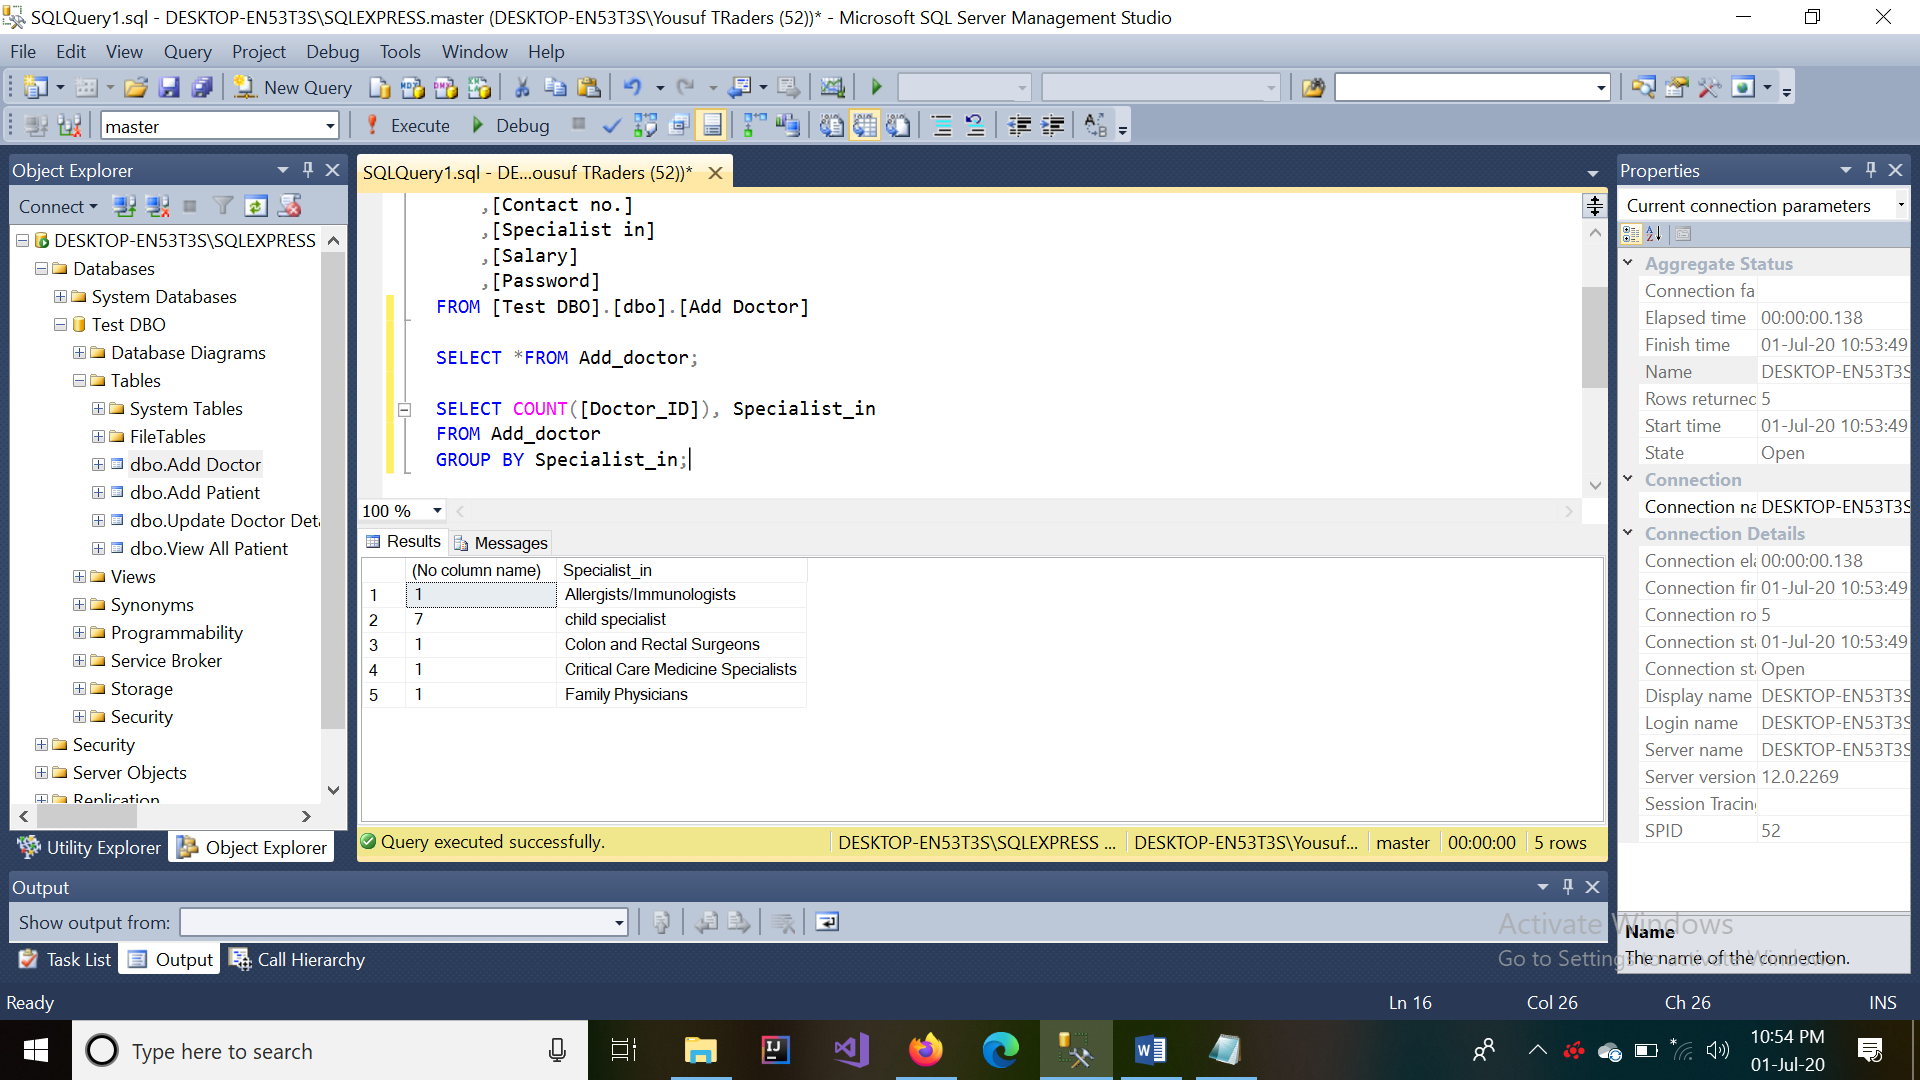 SQLQuery1.sql - DESKTOP-EN53T3S\SQLEXPRESS.master (DESKTOP-EN53T3S\Yousuf TRaders (52))* - Microsoft SQL Server Management Studio
File Edit View Query Project Debug Tools Window Help
New Query
master Execute Debug
Object Explorer
Connect
DESKTOP-EN53T3S\SQLEXPRESS
Databases
System Databases
Test DBO
Database Diagrams
Tables
System Tables
FileTables
dbo.Add Doctor
dbo.Add Patient
dbo.Update Doctor Det
dbo.View All Patient
Views
Synonyms
Programmability
Service Broker
Storage
Security
Security
Server Objects
Replication
Utility Explorer Object Explorer
SQLQuery1.sql - DE...ousuf TRaders (52))*
,[Contact no.]
,[Specialist in]
,[Salary]
,[Password]
FROM [Test DBO].[dbo].[Add Doctor]
SELECT *FROM Add_doctor;
SELECT COUNT([Doctor_ID]), Specialist_in
FROM Add_doctor
GROUP BY Specialist_in;
100 %
Results Messages
(No column name) Specialist_in
1 1 Allergists/Immunologists
2 7 child specialist
3 1 Colon and Rectal Surgeons
4 1 Critical Care Medicine Specialists
5 1 Family Physicians
Query executed successfully. DESKTOP-EN53T3S\SQLEXPRESS ... DESKTOP-EN53T3S\Yousuf... master 00:00:00 5 rows
Properties
Current connection parameters
Aggregate Status
Connection fa
Elapsed time 00:00:00.138
Finish time 01-Jul-20 10:53:49
Name DESKTOP-EN53T3S
Rows returnec 5
Start time 01-Jul-20 10:53:49
State Open
Connection
Connection na DESKTOP-EN53T3S
Connection Details
Connection ela 00:00:00.138
Connection fir 01-Jul-20 10:53:49
Connection ro 5
Connection sta 01-Jul-20 10:53:49
Connection sta Open
Display name DESKTOP-EN53T3S
Login name DESKTOP-EN53T3S
Server name DESKTOP-EN53T3S
Server version 12.0.2269
Session Tracin
SPID 52
Name
The name of the connection.
Activate Windows
Go to Settings to activate Windows.
Output
Show output from:
Task List Output Call Hierarchy
Ready Ln 16 Col 26 Ch 26 INS
Type here to search
10:54 PM
01-Jul-20